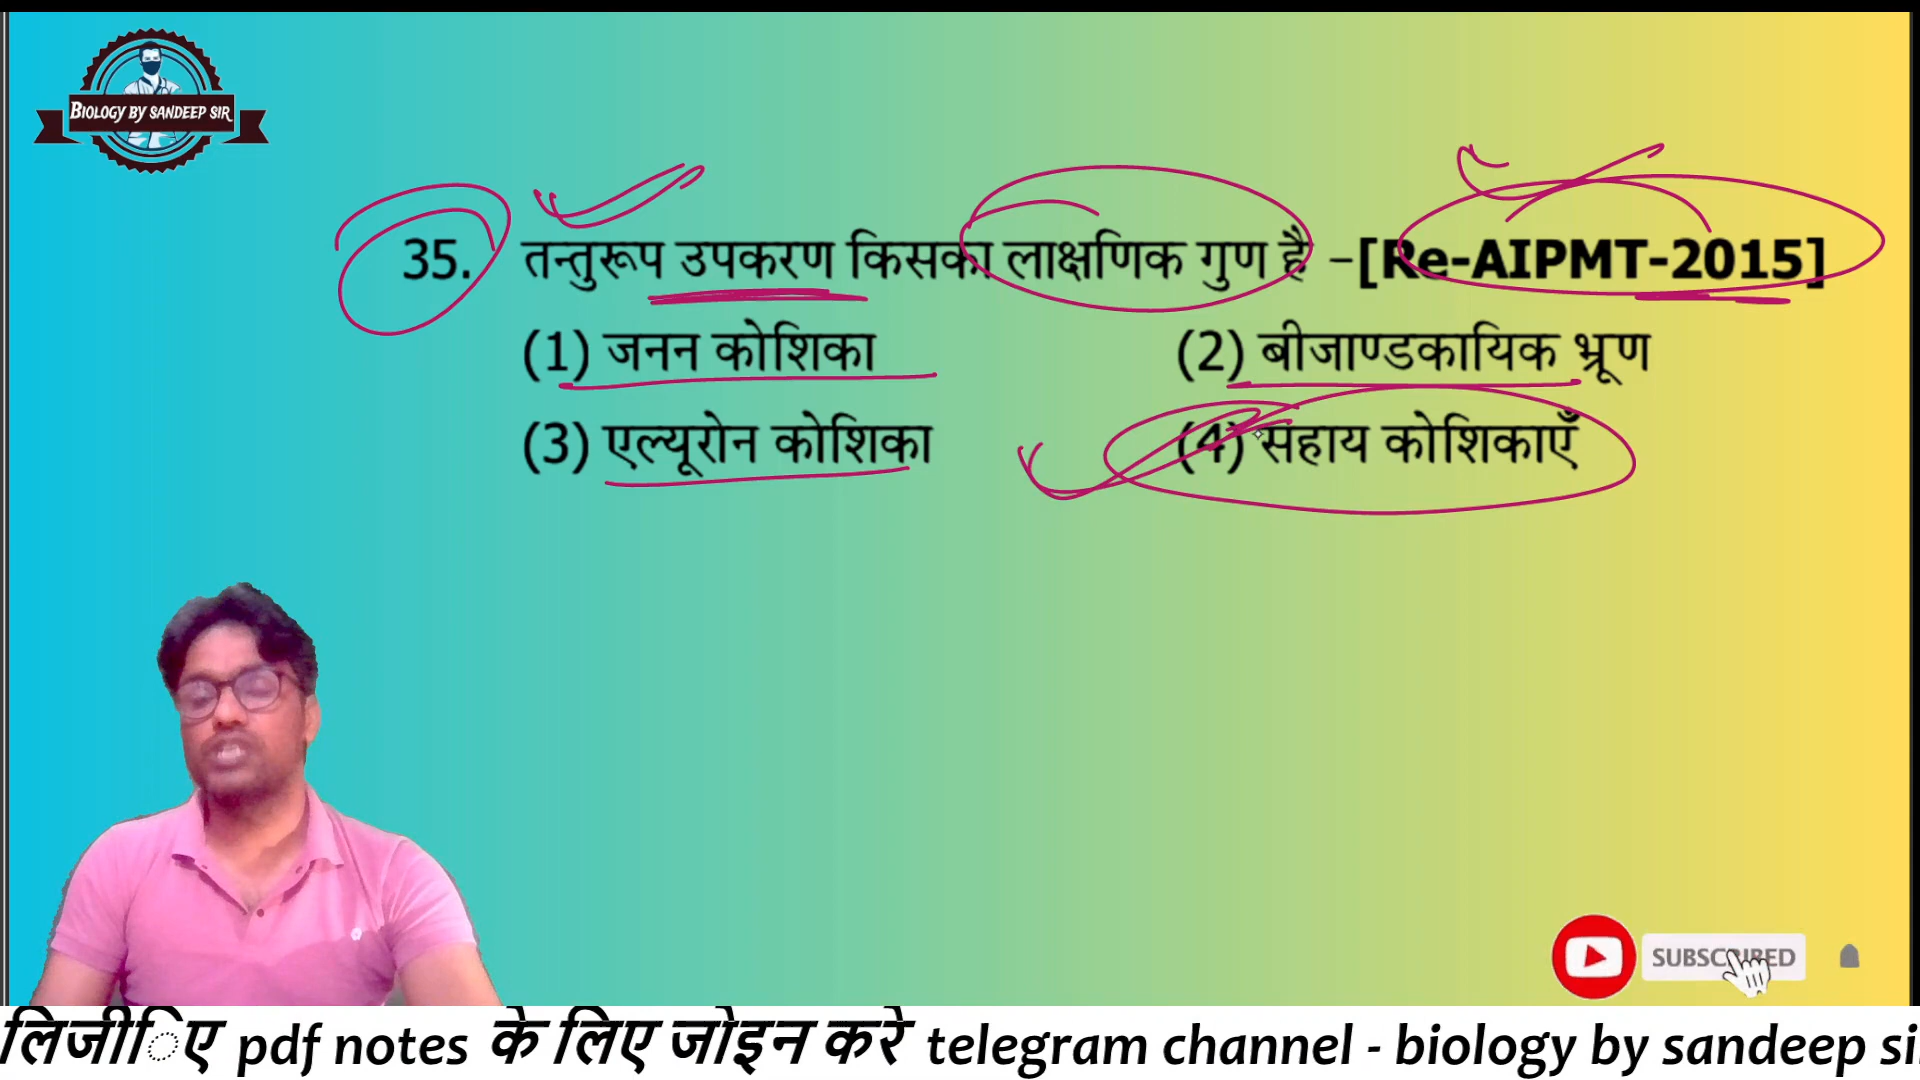 BIOLOGY BY SANDEEP SIR
35. तन्तुरूप उपकरण किसका लाक्षणिक गुण है –[Re-AIPMT-2015]
(1) जनन कोशिका (2) बीजाण्डकायिक भ्रूण
(3) एल्यूरोन कोशिका (4) सहाय कोशिकाएँ
SUBSCRIBED
लिजीिए pdf notes के लिए जोइन करे telegram channel - biology by sandeep si